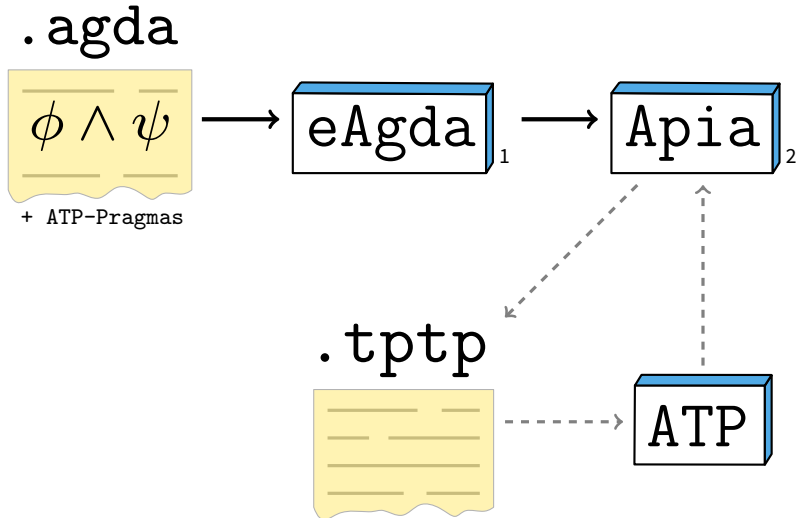 .agda
ϕ ∧ ψ
+ ATP-Pragmas
eAgda 1
Apia 2
.tptp
ATP